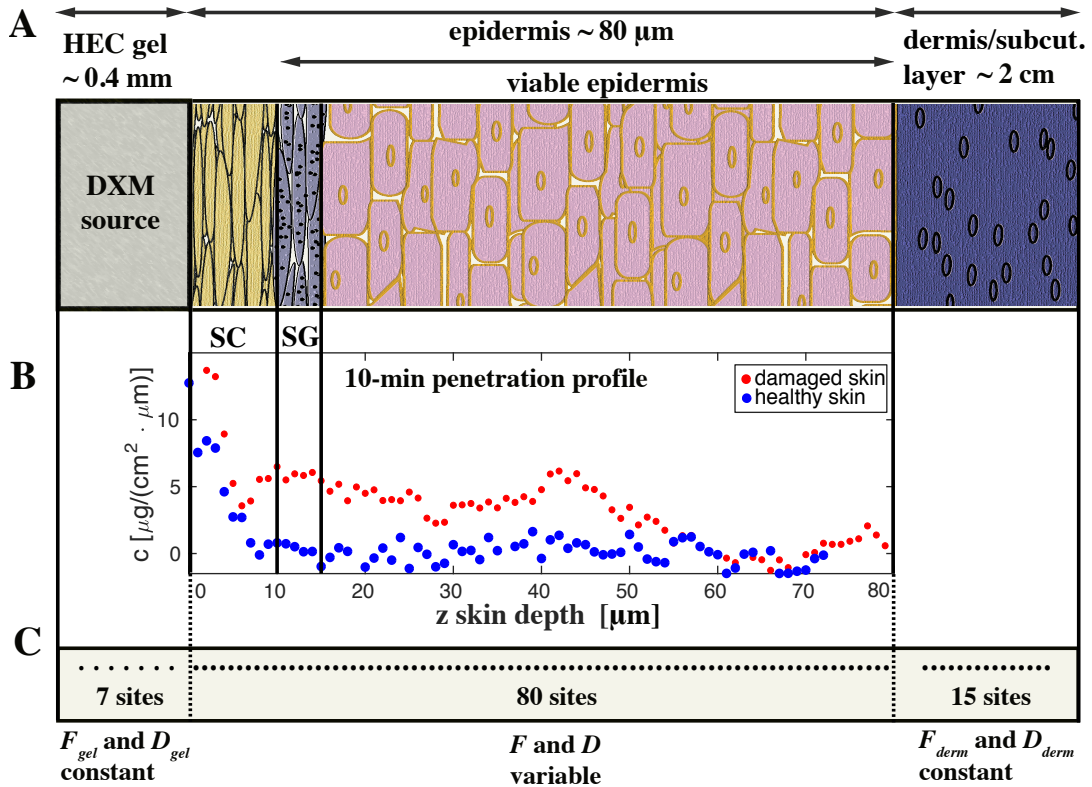 A
epidermis ~ 80 μm
HEC gel
~ 0.4 mm
dermis/subcut.
layer ~ 2 cm
viable epidermis
DXM
source
SC
SG
B
10-min penetration profile
damaged skin
healthy skin
c [μg/(cm² · μm)]
10
5
0
0 10 20 30 40 50 60 70 80
z skin depth [μm]
C
7 sites
80 sites
15 sites
F_gel and D_gel
constant
F and D
variable
F_derm and D_derm
constant